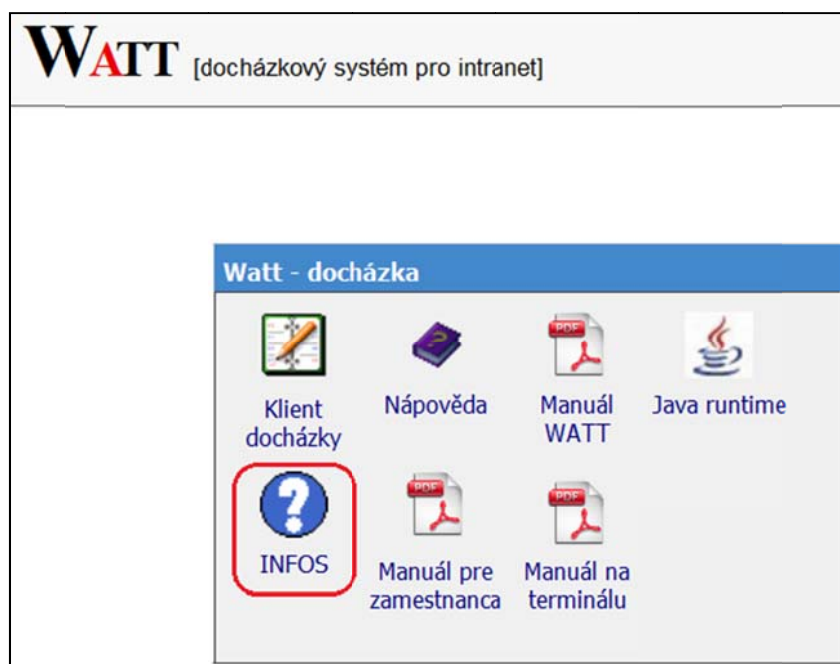 WATT [docházkový systém pro intranet]
Watt - docházka
Klient
docházky
Nápověda
Manuál
WATT
Java runtime
INFOS
Manuál pre
zamestnanca
Manuál na
terminálu